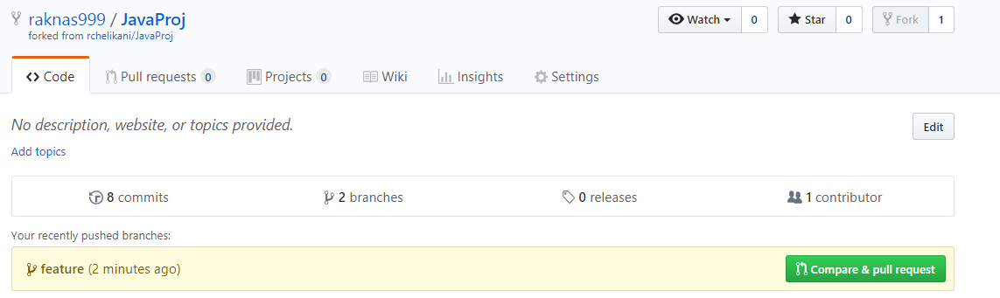 raknas999 / JavaProj
Watch 0 Star 0 Fork 1
forked from rchelikani/JavaProj
Code Pull requests 0 Projects 0 Wiki Insights Settings
No description, website, or topics provided.
Edit
Add topics
8 commits 2 branches 0 releases 1 contributor
Your recently pushed branches:
feature (2 minutes ago) Compare & pull request